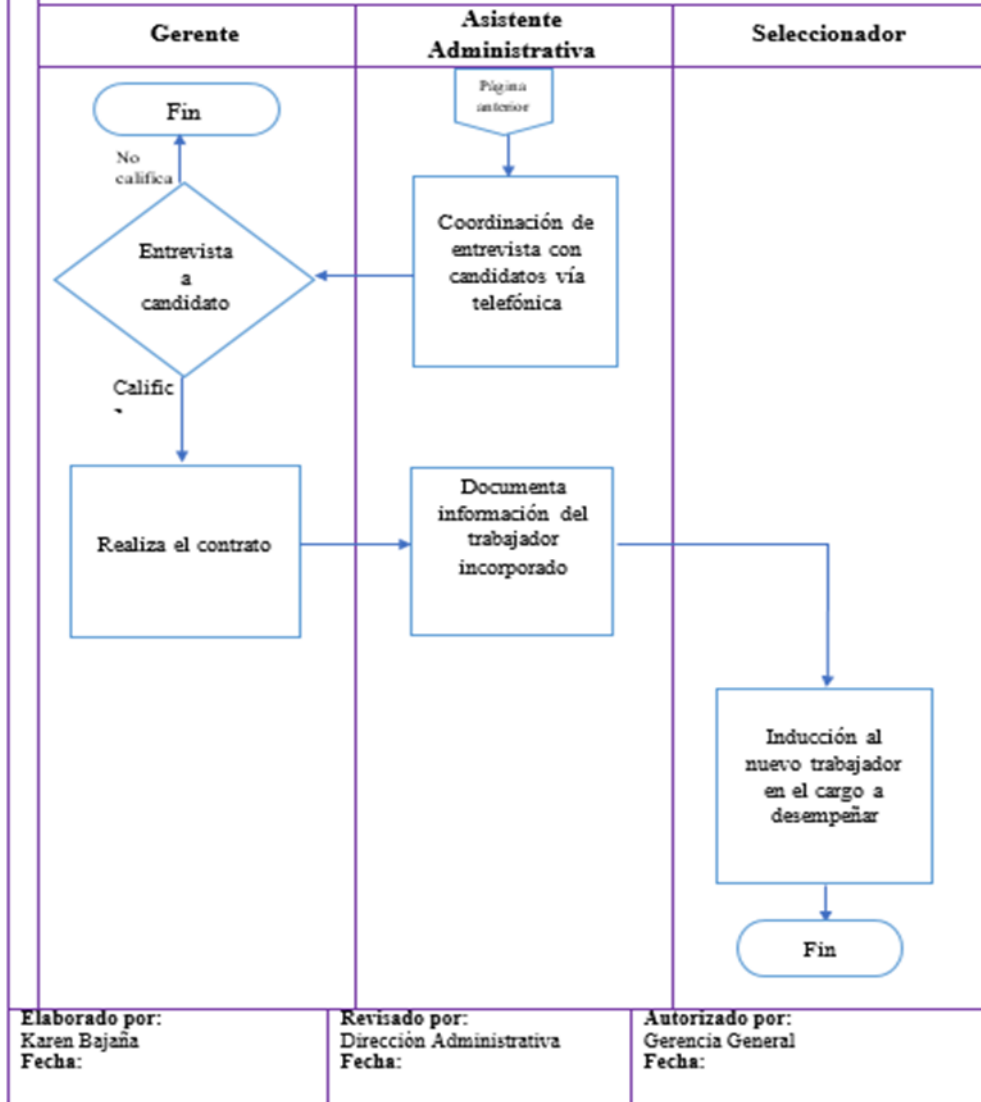 Gerente
Asistente
Administrativa
Seleccionador
Fin
Página
anterior
No
califica
Coordinación de
entrevista con
candidatos vía
telefónica
Entrevista
a
candidato
Calific
Realiza el contrato
Documenta
información del
trabajador
incorporado
Inducción al
nuevo trabajador
en el cargo a
desempeñar
Fin
Elaborado por:
Karen Bajaña
Fecha:
Revisado por:
Dirección Administrativa
Fecha:
Autorizado por:
Gerencia General
Fecha: